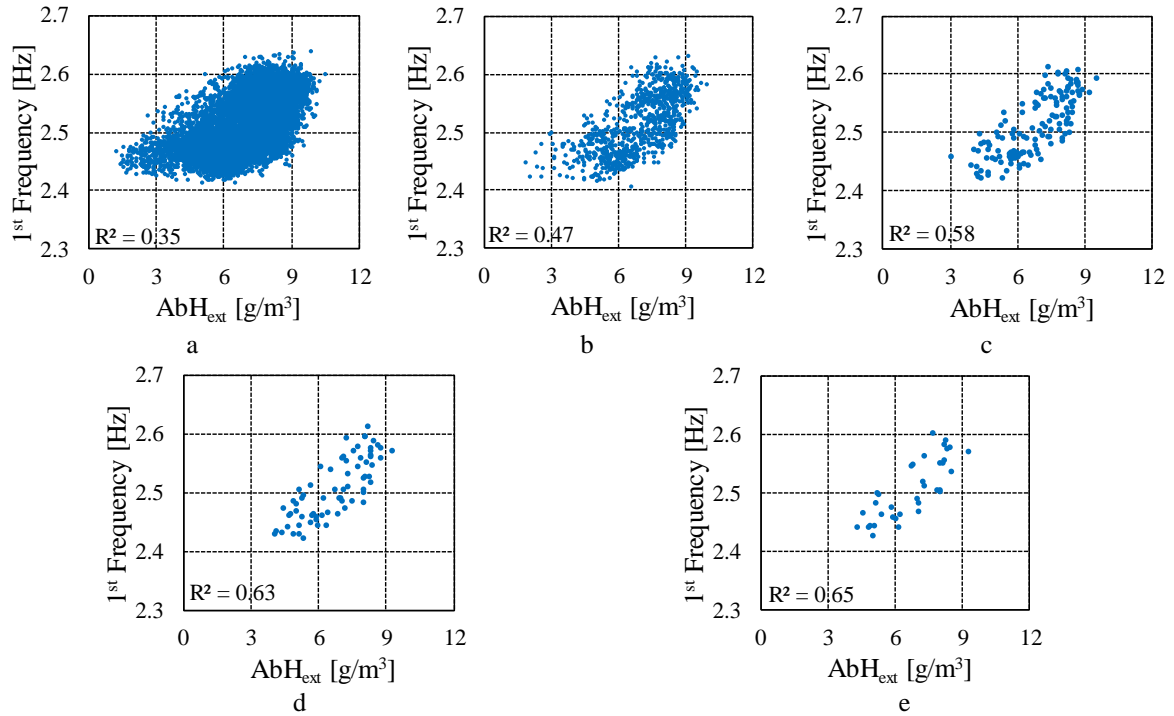 2.7
2.6
2.5
2.4
2.3
1st Frequency [Hz]
R² = 0.35
0 3 6 9 12
AbHext [g/m³]
a
2.7
2.6
2.5
2.4
2.3
1st Frequency [Hz]
R² = 0.47
0 3 6 9 12
AbHext [g/m³]
b
2.7
2.6
2.5
2.4
2.3
1st Frequency [Hz]
R² = 0.58
0 3 6 9 12
AbHext [g/m³]
c
2.7
2.6
2.5
2.4
2.3
1st Frequency [Hz]
R² = 0.63
0 3 6 9 12
AbHext [g/m³]
d
2.7
2.6
2.5
2.4
2.3
1st Frequency [Hz]
R² = 0.65
0 3 6 9 12
AbHext [g/m³]
e